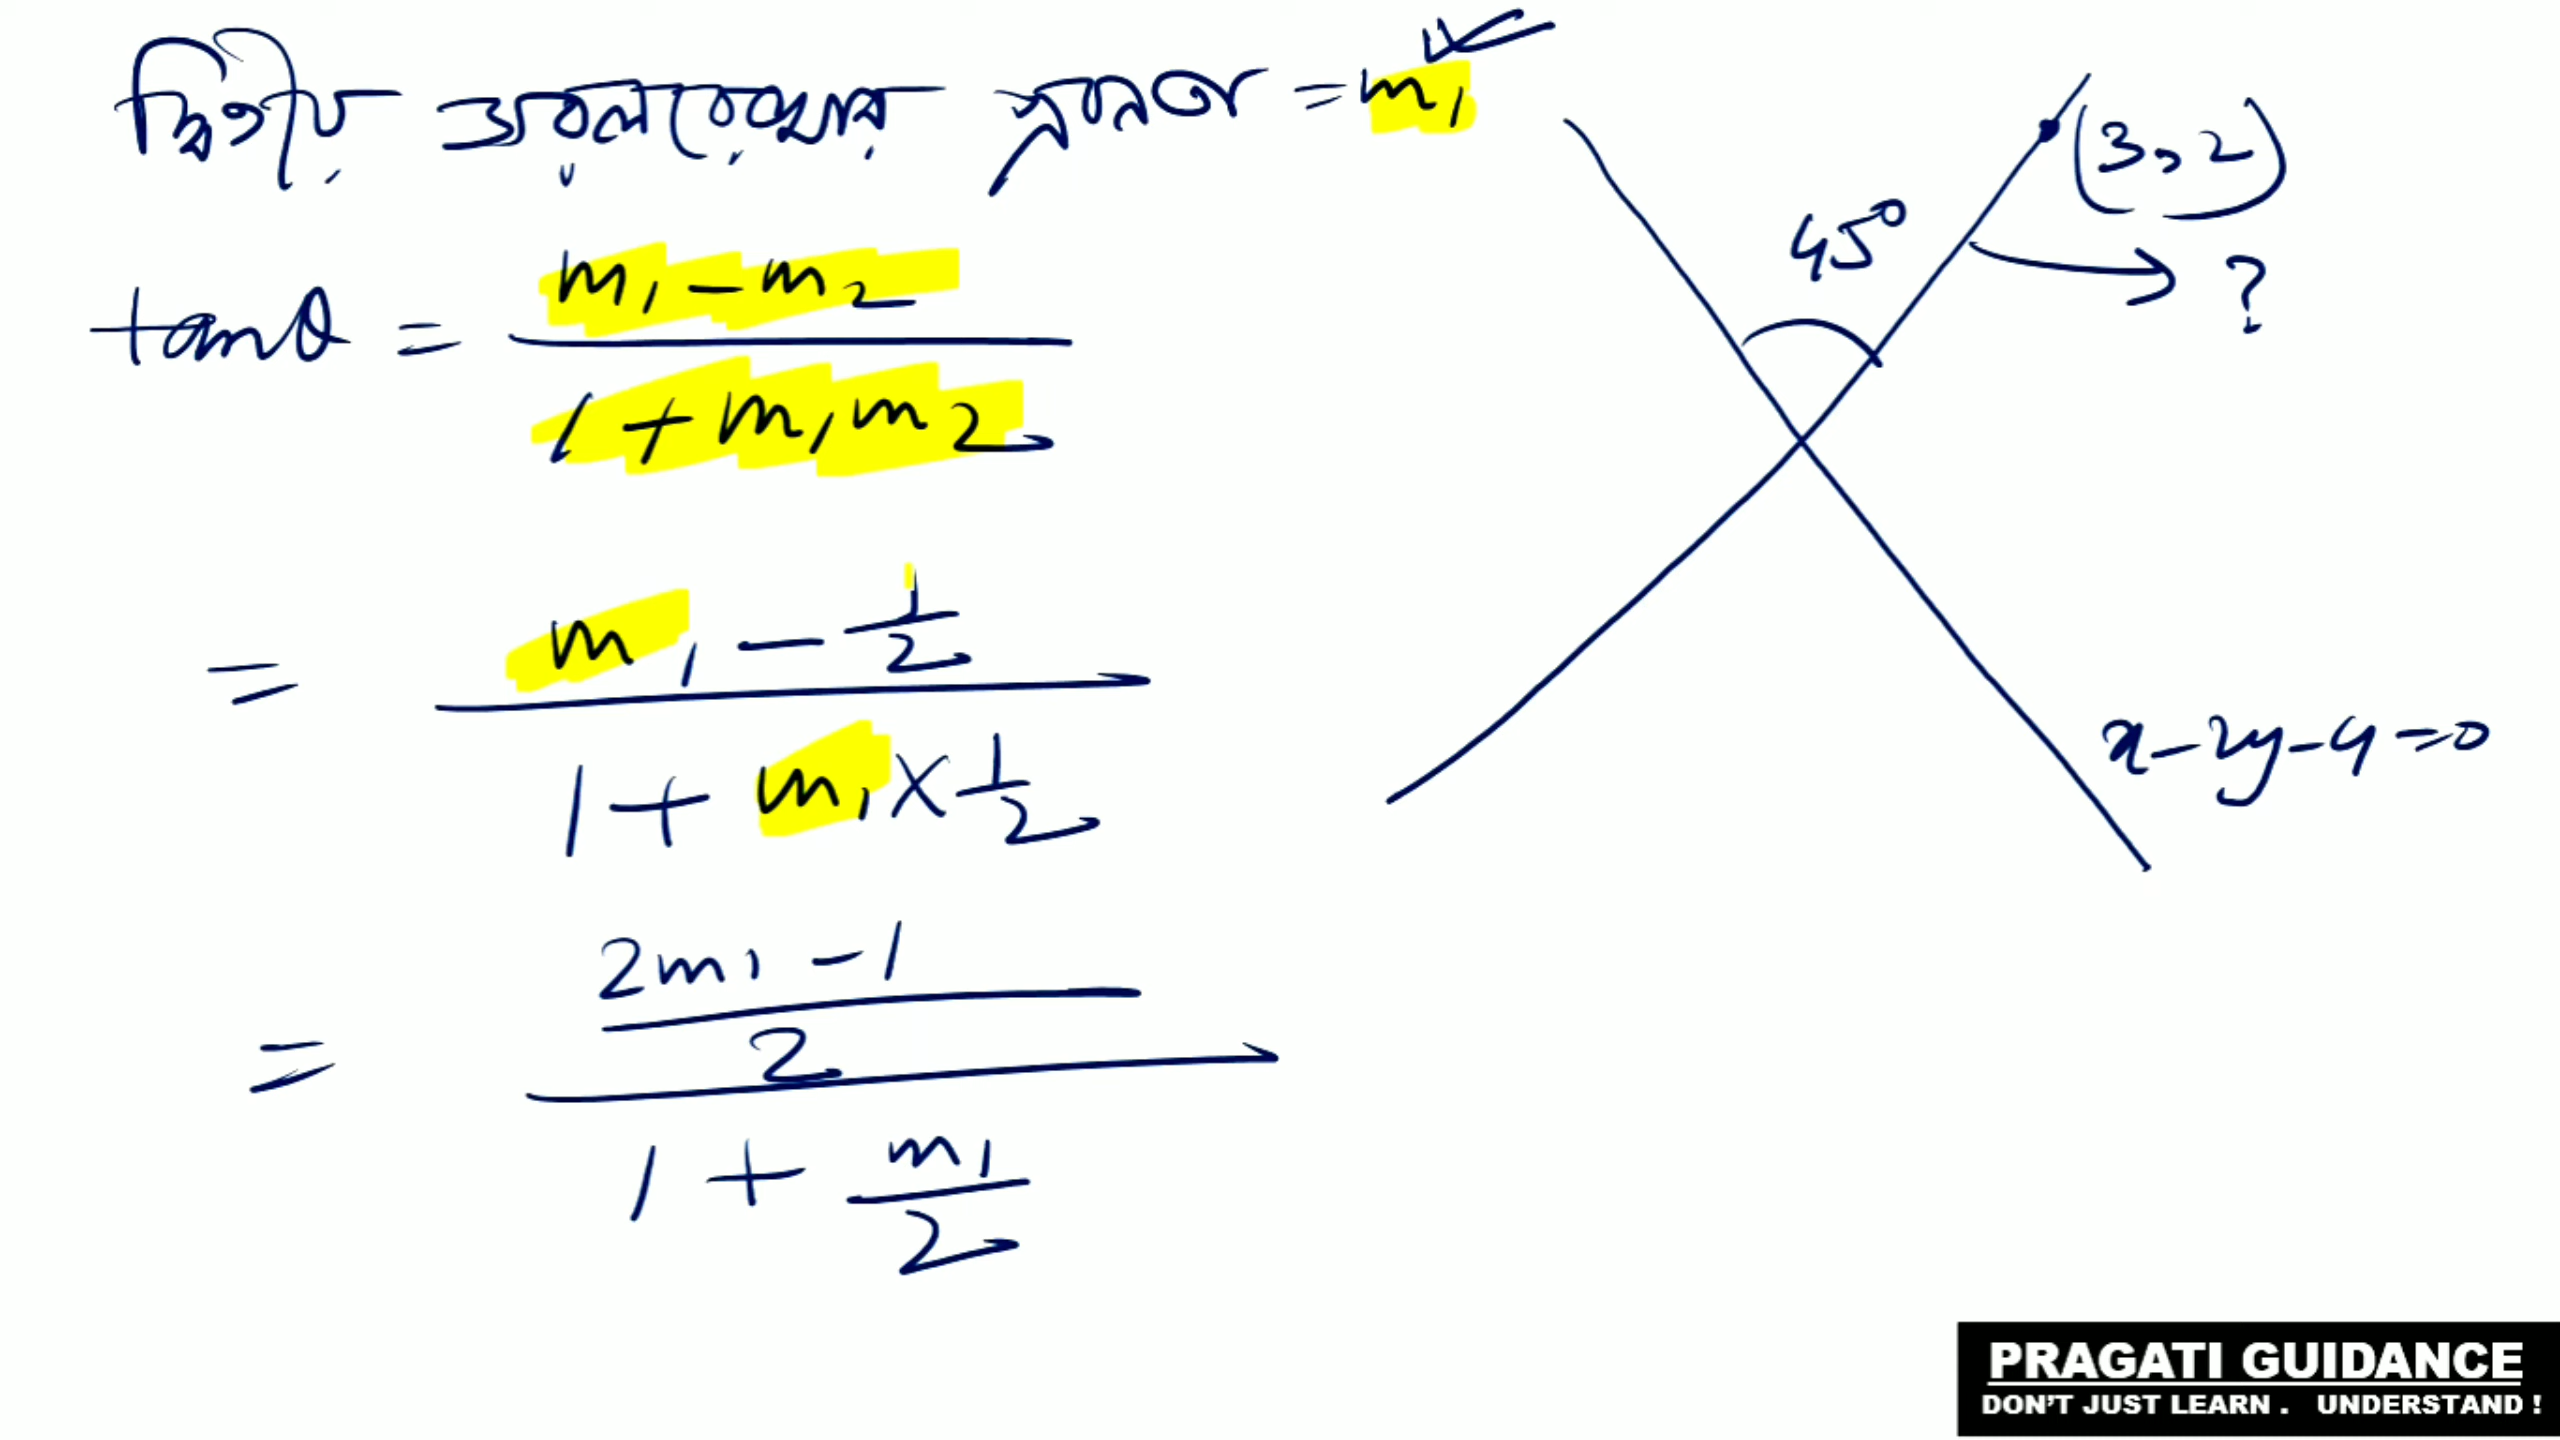 দ্বিতীয় সরলরেখার প্রবনতা = m₁
tanθ = (m₁ - m₂) / (1 + m₁m₂)
= (m₁ - 1/2) / (1 + m₁ × 1/2)
= ((2m₁ - 1)/2) / (1 + m₁/2)
(3, 2)
45°
?
x - 2y - 4 = 0
PRAGATI GUIDANCE
DON'T JUST LEARN. UNDERSTAND !